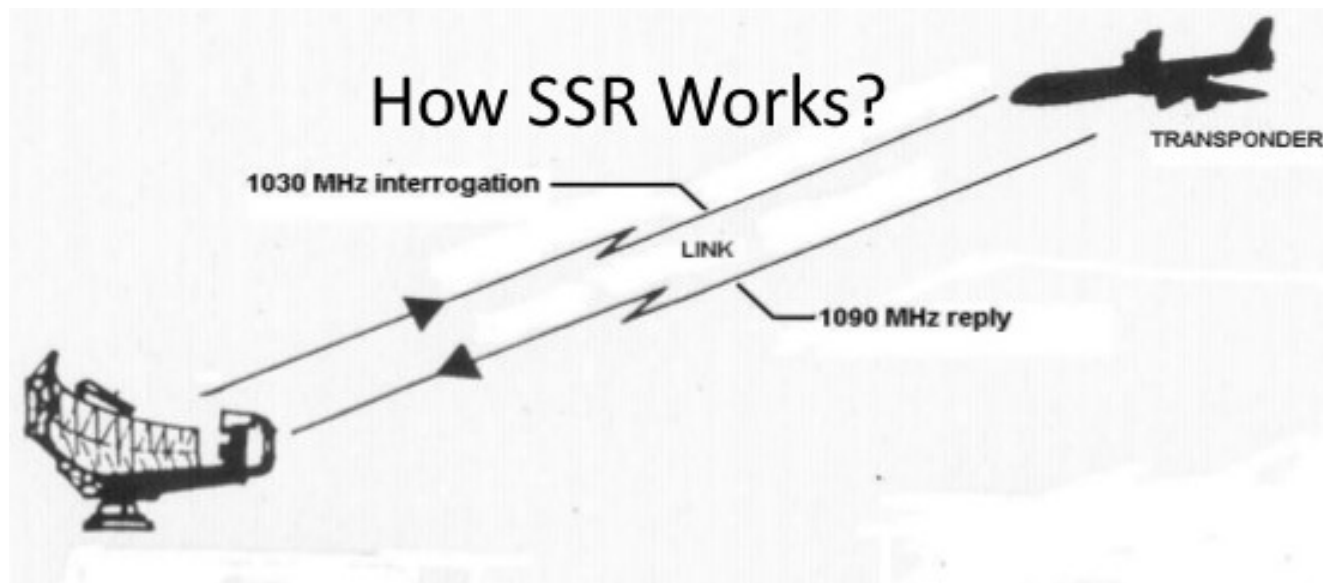 How SSR Works?
TRANSPONDER
1030 MHz interrogation
LINK
1090 MHz reply